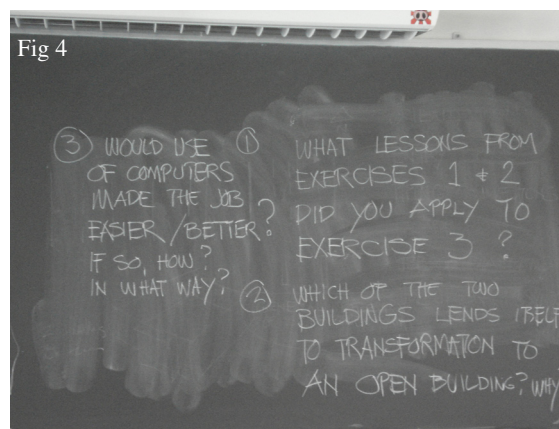 Fig 4
① WHAT LESSONS FROM
EXERCISES 1 & 2
DID YOU APPLY TO
EXERCISE 3 ?
② WHICH OF THE TWO
BUILDINGS LENDS ITSELF
TO TRANSFORMATION TO
AN OPEN BUILDING? WHY
③ WOULD USE
OF COMPUTERS
MADE THE JOB
EASIER/BETTER?
IF SO, HOW?
IN WHAT WAY?